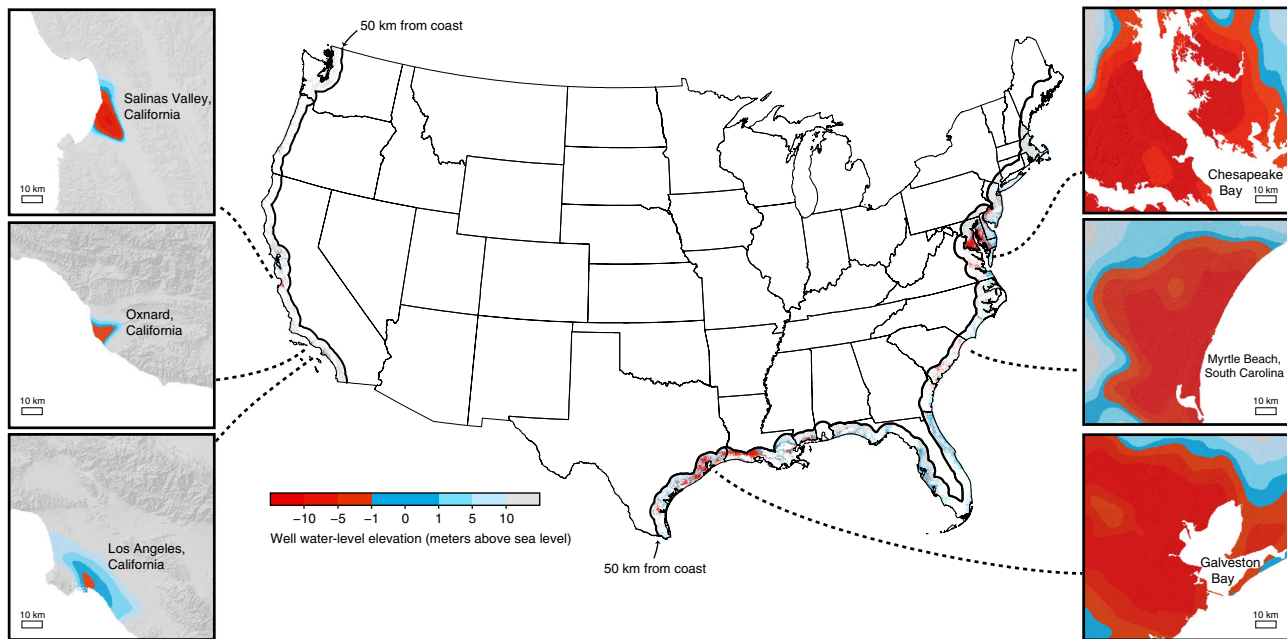 50 km from coast
Salinas Valley,
California
10 km
Oxnard,
California
10 km
Los Angeles,
California
10 km
−10 −5 −1 0 1 5 10
Well water-level elevation (meters above sea level)
50 km from coast
Chesapeake
Bay
10 km
Myrtle Beach,
South Carolina
10 km
Galveston
Bay
10 km